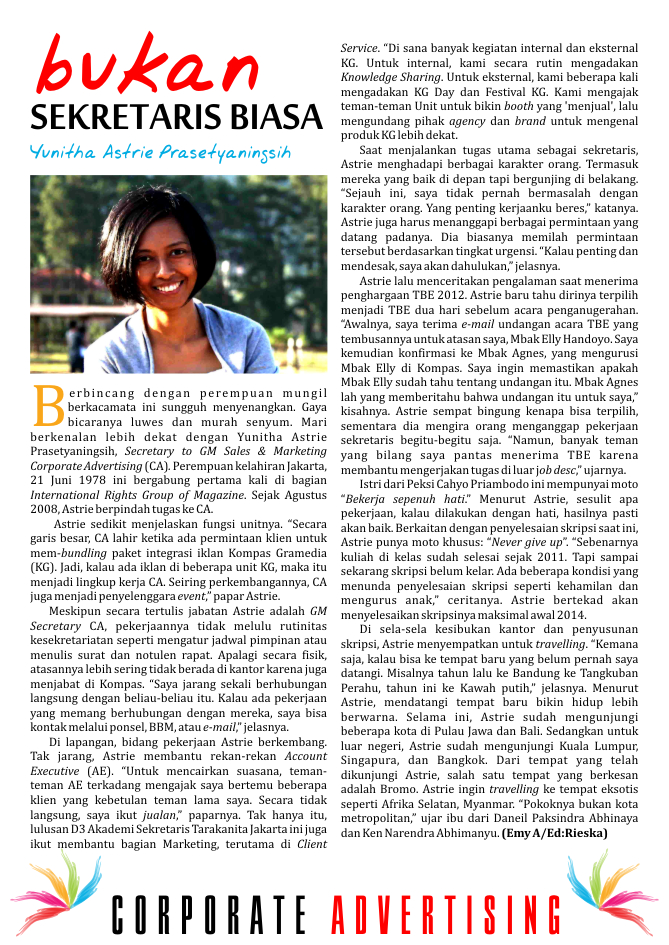 bukan
SEKRETARIS BIASA
Yunitha Astrie Prasetyaningsih
Berbincang dengan perempuan mungil
berkacamata ini sungguh menyenangkan. Gaya
bicaranya luwes dan murah senyum. Mari
berkenalan lebih dekat dengan Yunitha Astrie
Prasetyaningsih, Secretary to GM Sales & Marketing
Corporate Advertising (CA). Perempuan kelahiran Jakarta,
21 Juni 1978 ini bergabung pertama kali di bagian
International Rights Group of Magazine. Sejak Agustus
2008, Astrie berpindah tugas ke CA.
Astrie sedikit menjelaskan fungsi unitnya. “Secara
garis besar, CA lahir ketika ada permintaan klien untuk
mem-bundling paket integrasi iklan Kompas Gramedia
(KG). Jadi, kalau ada iklan di beberapa unit KG, maka itu
menjadi lingkup kerja CA. Seiring perkembangannya, CA
juga menjadi penyelenggara event,” papar Astrie.
Meskipun secara tertulis jabatan Astrie adalah GM
Secretary CA, pekerjaannya tidak melulu rutinitas
kesekretariatan seperti mengatur jadwal pimpinan atau
menulis surat dan notulen rapat. Apalagi secara fisik,
atasannya lebih sering tidak berada di kantor karena juga
menjabat di Kompas. “Saya jarang sekali berhubungan
langsung dengan beliau-beliau itu. Kalau ada pekerjaan
yang memang berhubungan dengan mereka, saya bisa
kontak melalui ponsel, BBM, atau e-mail,” jelasnya.
Di lapangan, bidang pekerjaan Astrie berkembang.
Tak jarang, Astrie membantu rekan-rekan Account
Executive (AE). “Untuk mencairkan suasana, teman-
teman AE terkadang mengajak saya bertemu beberapa
klien yang kebetulan teman lama saya. Secara tidak
langsung, saya ikut jualan,” paparnya. Tak hanya itu,
lulusan D3 Akademi Sekretaris Tarakanita Jakarta ini juga
ikut membantu bagian Marketing, terutama di Client
Service. “Di sana banyak kegiatan internal dan eksternal
KG. Untuk internal, kami secara rutin mengadakan
Knowledge Sharing. Untuk eksternal, kami beberapa kali
mengadakan KG Day dan Festival KG. Kami mengajak
teman-teman Unit untuk bikin booth yang 'menjual', lalu
mengundang pihak agency dan brand untuk mengenal
produk KG lebih dekat.
Saat menjalankan tugas utama sebagai sekretaris,
Astrie menghadapi berbagai karakter orang. Termasuk
mereka yang baik di depan tapi bergunjing di belakang.
“Sejauh ini, saya tidak pernah bermasalah dengan
karakter orang. Yang penting kerjaanku beres,” katanya.
Astrie juga harus menanggapi berbagai permintaan yang
datang padanya. Dia biasanya memilah permintaan
tersebut berdasarkan tingkat urgensi. “Kalau penting dan
mendesak, saya akan dahulukan,” jelasnya.
Astrie lalu menceritakan pengalaman saat menerima
penghargaan TBE 2012. Astrie baru tahu dirinya terpilih
menjadi TBE dua hari sebelum acara penganugerahan.
“Awalnya, saya terima e-mail undangan acara TBE yang
tembusannya untuk atasan saya, Mbak Elly Handoyo. Saya
kemudian konfirmasi ke Mbak Agnes, yang mengurusi
Mbak Elly di Kompas. Saya ingin memastikan apakah
Mbak Elly sudah tahu tentang undangan itu. Mbak Agnes
lah yang memberitahu bahwa undangan itu untuk saya,”
kisahnya. Astrie sempat bingung kenapa bisa terpilih,
sementara dia mengira orang menganggap pekerjaan
sekretaris begitu-begitu saja. “Namun, banyak teman
yang bilang saya pantas menerima TBE karena
membantu mengerjakan tugas di luar job desc,” ujarnya.
Istri dari Peksi Cahyo Priambodo ini mempunyai moto
“Bekerja sepenuh hati.” Menurut Astrie, sesulit apa
pekerjaan, kalau dilakukan dengan hati, hasilnya pasti
akan baik. Berkaitan dengan penyelesaian skripsi saat ini,
Astrie punya moto khusus: “Never give up”. “Sebenarnya
kuliah di kelas sudah selesai sejak 2011. Tapi sampai
sekarang skripsi belum kelar. Ada beberapa kondisi yang
menunda penyelesaian skripsi seperti kehamilan dan
mengurus anak,” ceritanya. Astrie bertekad akan
menyelesaikan skripsinya maksimal awal 2014.
Di sela-sela kesibukan kantor dan penyusunan
skripsi, Astrie menyempatkan untuk travelling. “Kemana
saja, kalau bisa ke tempat baru yang belum pernah saya
datangi. Misalnya tahun lalu ke Bandung ke Tangkuban
Perahu, tahun ini ke Kawah putih,” jelasnya. Menurut
Astrie, mendatangi tempat baru bikin hidup lebih
berwarna. Selama ini, Astrie sudah mengunjungi
beberapa kota di Pulau Jawa dan Bali. Sedangkan untuk
luar negeri, Astrie sudah mengunjungi Kuala Lumpur,
Singapura, dan Bangkok. Dari tempat yang telah
dikunjungi Astrie, salah satu tempat yang berkesan
adalah Bromo. Astrie ingin travelling ke tempat eksotis
seperti Afrika Selatan, Myanmar. “Pokoknya bukan kota
metropolitan,” ujar ibu dari Daneil Paksindra Abhinaya
dan Ken Narendra Abhimanyu. (Emy A/Ed:Rieska)
CORPORATE ADVERTISING